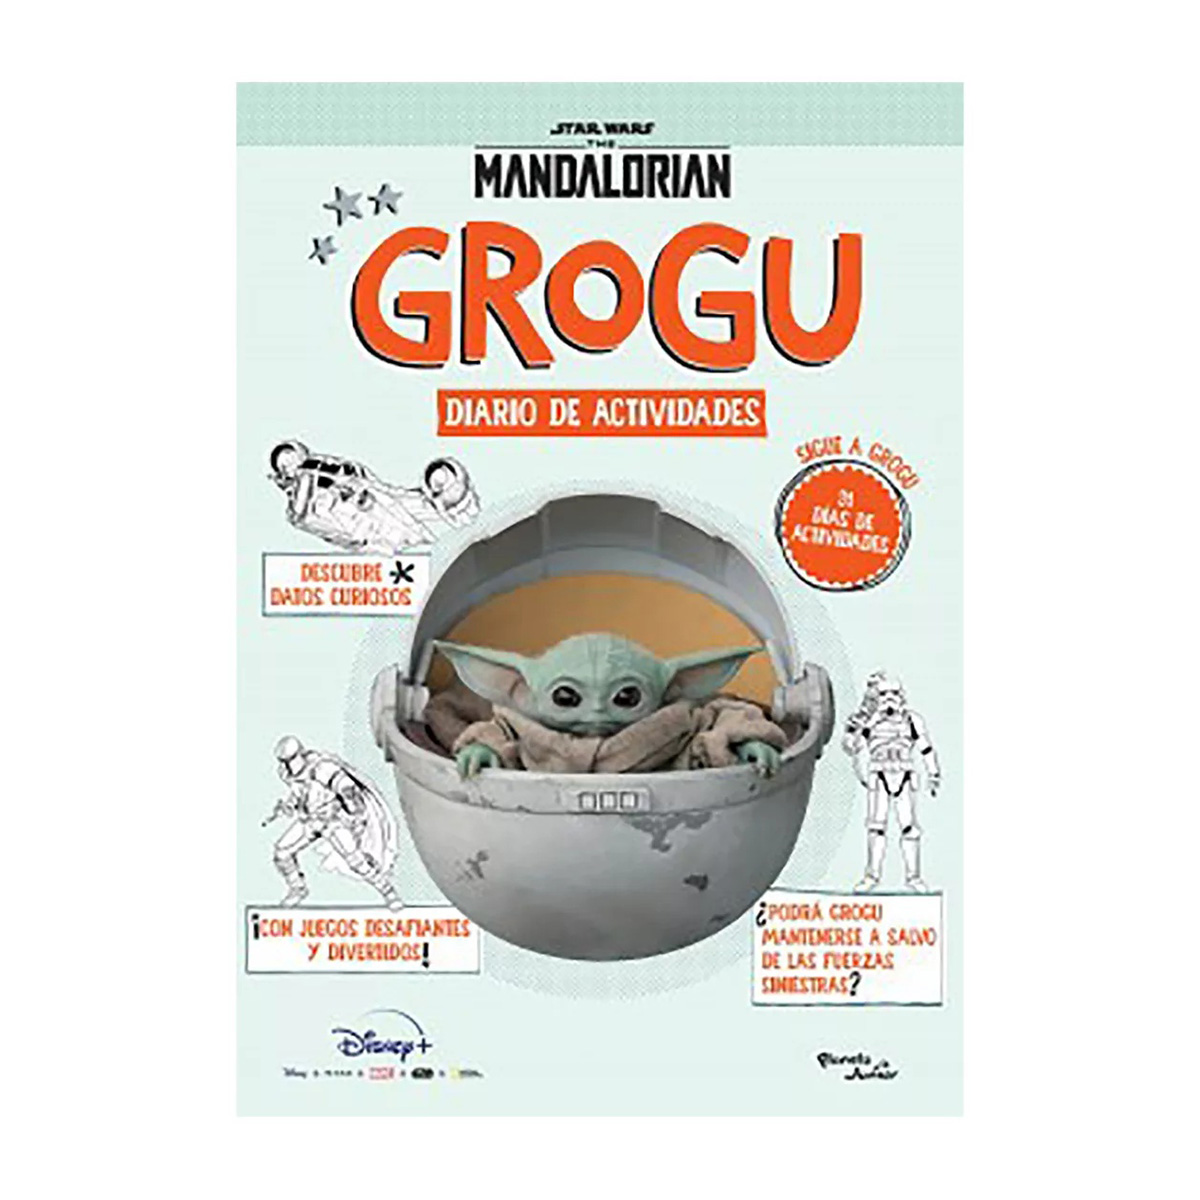 STAR WARS
THE
MANDALORIAN
GROGU
DIARIO DE ACTIVIDADES
SIGUE A GROGU
31
DÍAS DE
ACTIVIDADES
DESCUBRE *
DATOS CURIOSOS
¡CON JUEGOS DESAFIANTES
Y DIVERTIDOS!
¿PODRÁ GROGU
MANTENERSE A SALVO
DE LAS FUERZAS
SINIESTRAS?
Disney+
Planeta
Junior